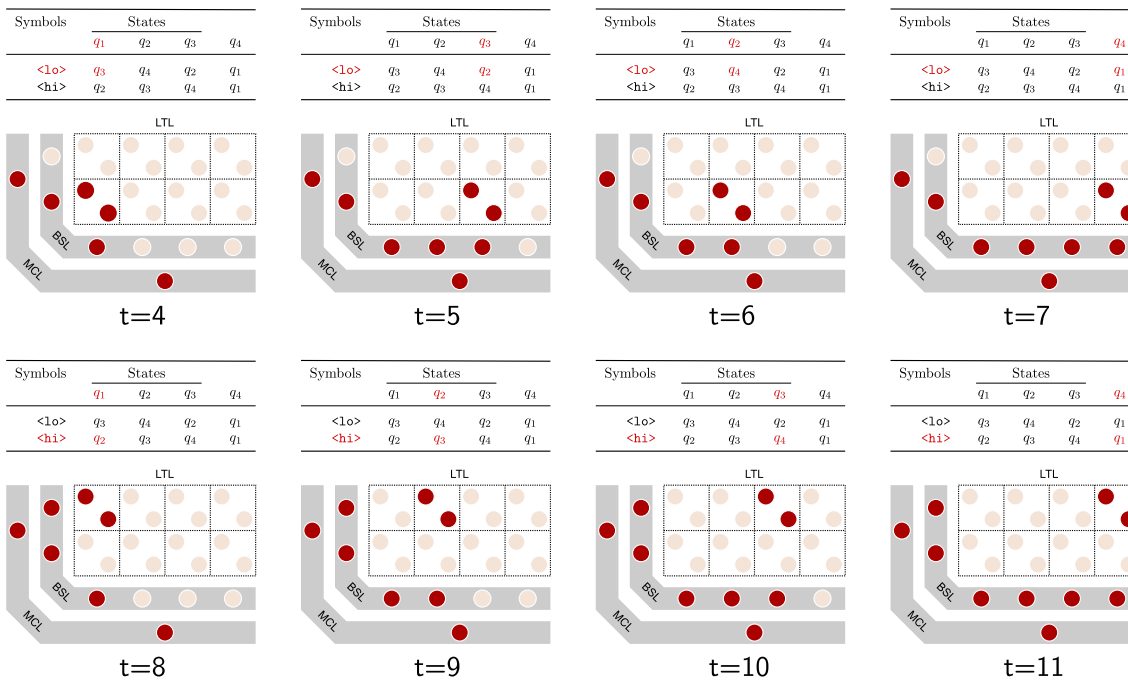 Symbols States
q1 q2 q3 q4
<lo> q3 q4 q2 q1
<hi> q2 q3 q4 q1
LTL
BSL
MCL
t=4
Symbols States
q1 q2 q3 q4
<lo> q3 q4 q2 q1
<hi> q2 q3 q4 q1
LTL
BSL
MCL
t=5
Symbols States
q1 q2 q3 q4
<lo> q3 q4 q2 q1
<hi> q2 q3 q4 q1
LTL
BSL
MCL
t=6
Symbols States
q1 q2 q3 q4
<lo> q3 q4 q2 q1
<hi> q2 q3 q4 q1
LTL
BSL
MCL
t=7
Symbols States
q1 q2 q3 q4
<lo> q3 q4 q2 q1
<hi> q2 q3 q4 q1
LTL
BSL
MCL
t=8
Symbols States
q1 q2 q3 q4
<lo> q3 q4 q2 q1
<hi> q2 q3 q4 q1
LTL
BSL
MCL
t=9
Symbols States
q1 q2 q3 q4
<lo> q3 q4 q2 q1
<hi> q2 q3 q4 q1
LTL
BSL
MCL
t=10
Symbols States
q1 q2 q3 q4
<lo> q3 q4 q2 q1
<hi> q2 q3 q4 q1
LTL
BSL
MCL
t=11